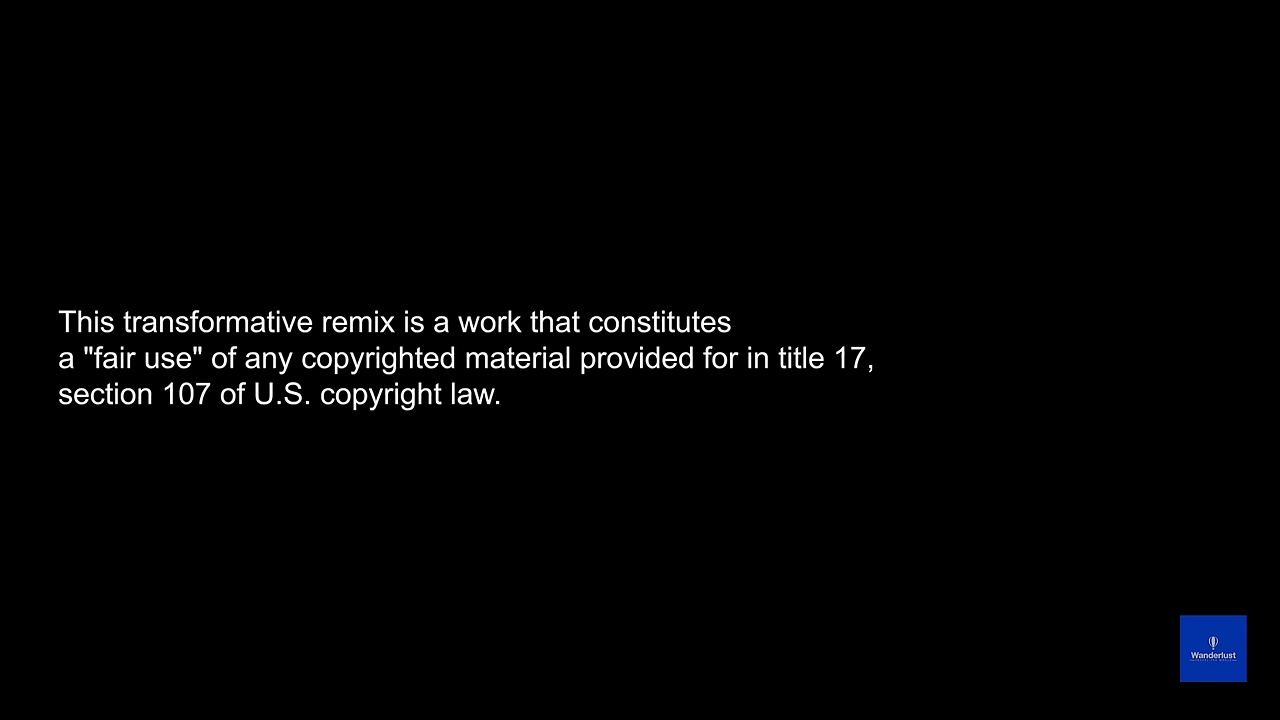 This transformative remix is a work that constitutes
a "fair use" of any copyrighted material provided for in title 17,
section 107 of U.S. copyright law.
Wanderlust